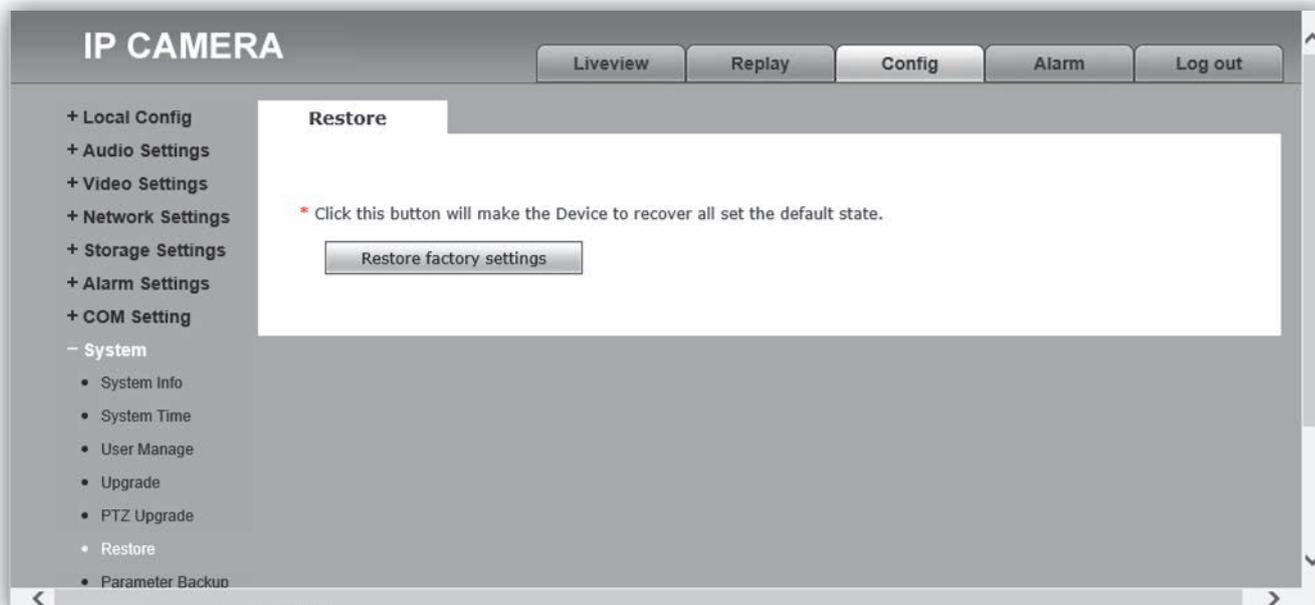 IP CAMERA
Liveview
Replay
Config
Alarm
Log out
+ Local Config
+ Audio Settings
+ Video Settings
+ Network Settings
+ Storage Settings
+ Alarm Settings
+ COM Setting
− System
• System Info
• System Time
• User Manage
• Upgrade
• PTZ Upgrade
• Restore
• Parameter Backup
Restore
* Click this button will make the Device to recover all set the default state.
Restore factory settings